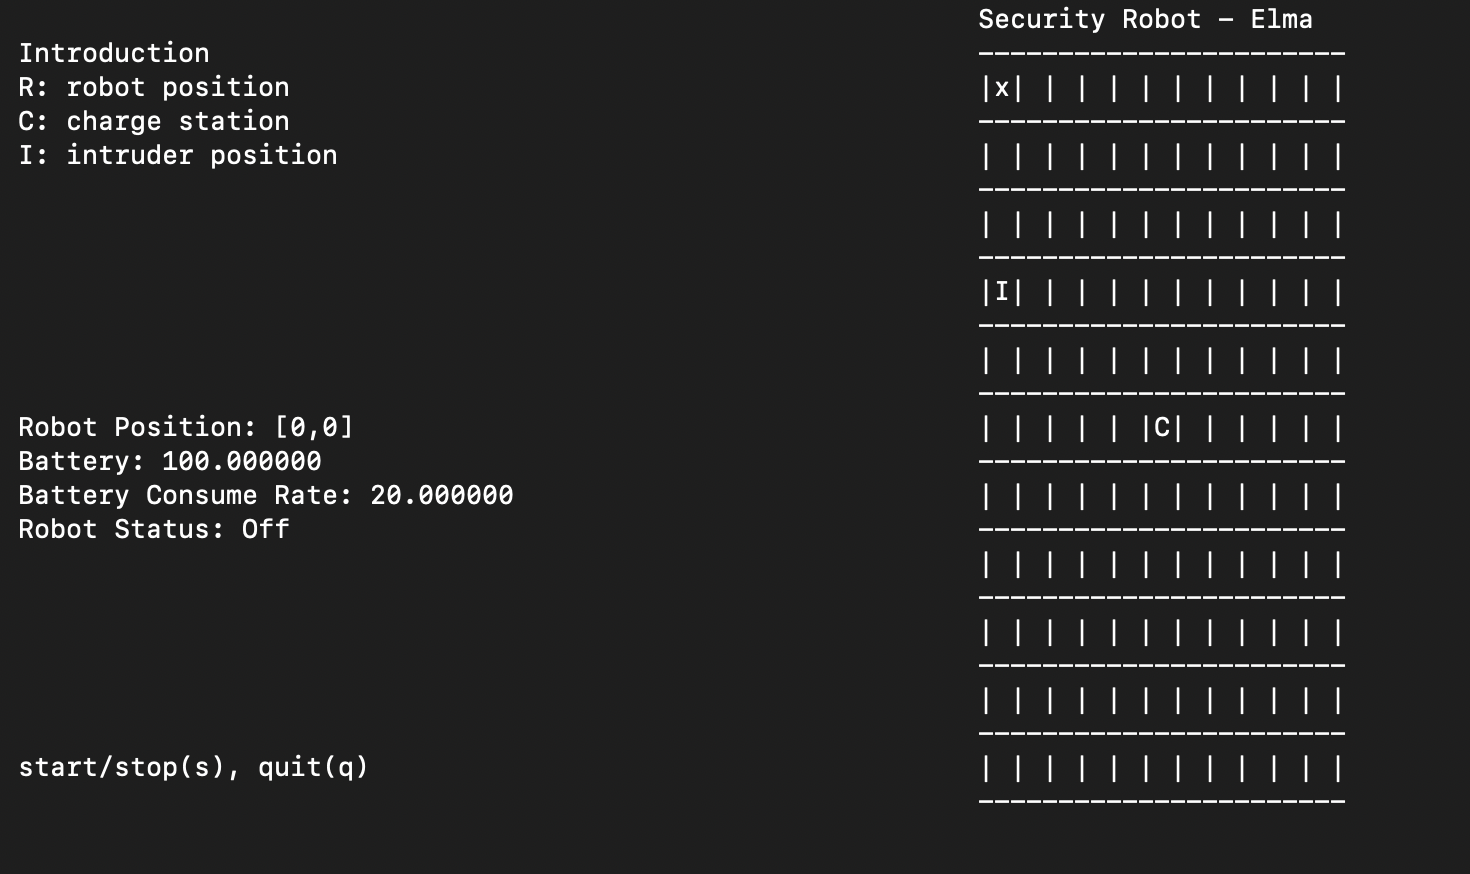 Security Robot - Elma
Introduction
R: robot position
C: charge station
I: intruder position
Robot Position: [0,0]
Battery: 100.000000
Battery Consume Rate: 20.000000
Robot Status: Off
start/stop(s), quit(q)
-----------------------
|x| | | | | | | | | | |
-----------------------
| | | | | | | | | | | |
-----------------------
| | | | | | | | | | | |
-----------------------
|I| | | | | | | | | | |
-----------------------
| | | | | | | | | | | |
-----------------------
| | | | | |C| | | | | |
-----------------------
| | | | | | | | | | | |
-----------------------
| | | | | | | | | | | |
-----------------------
| | | | | | | | | | | |
-----------------------
| | | | | | | | | | | |
-----------------------
| | | | | | | | | | | |
-----------------------